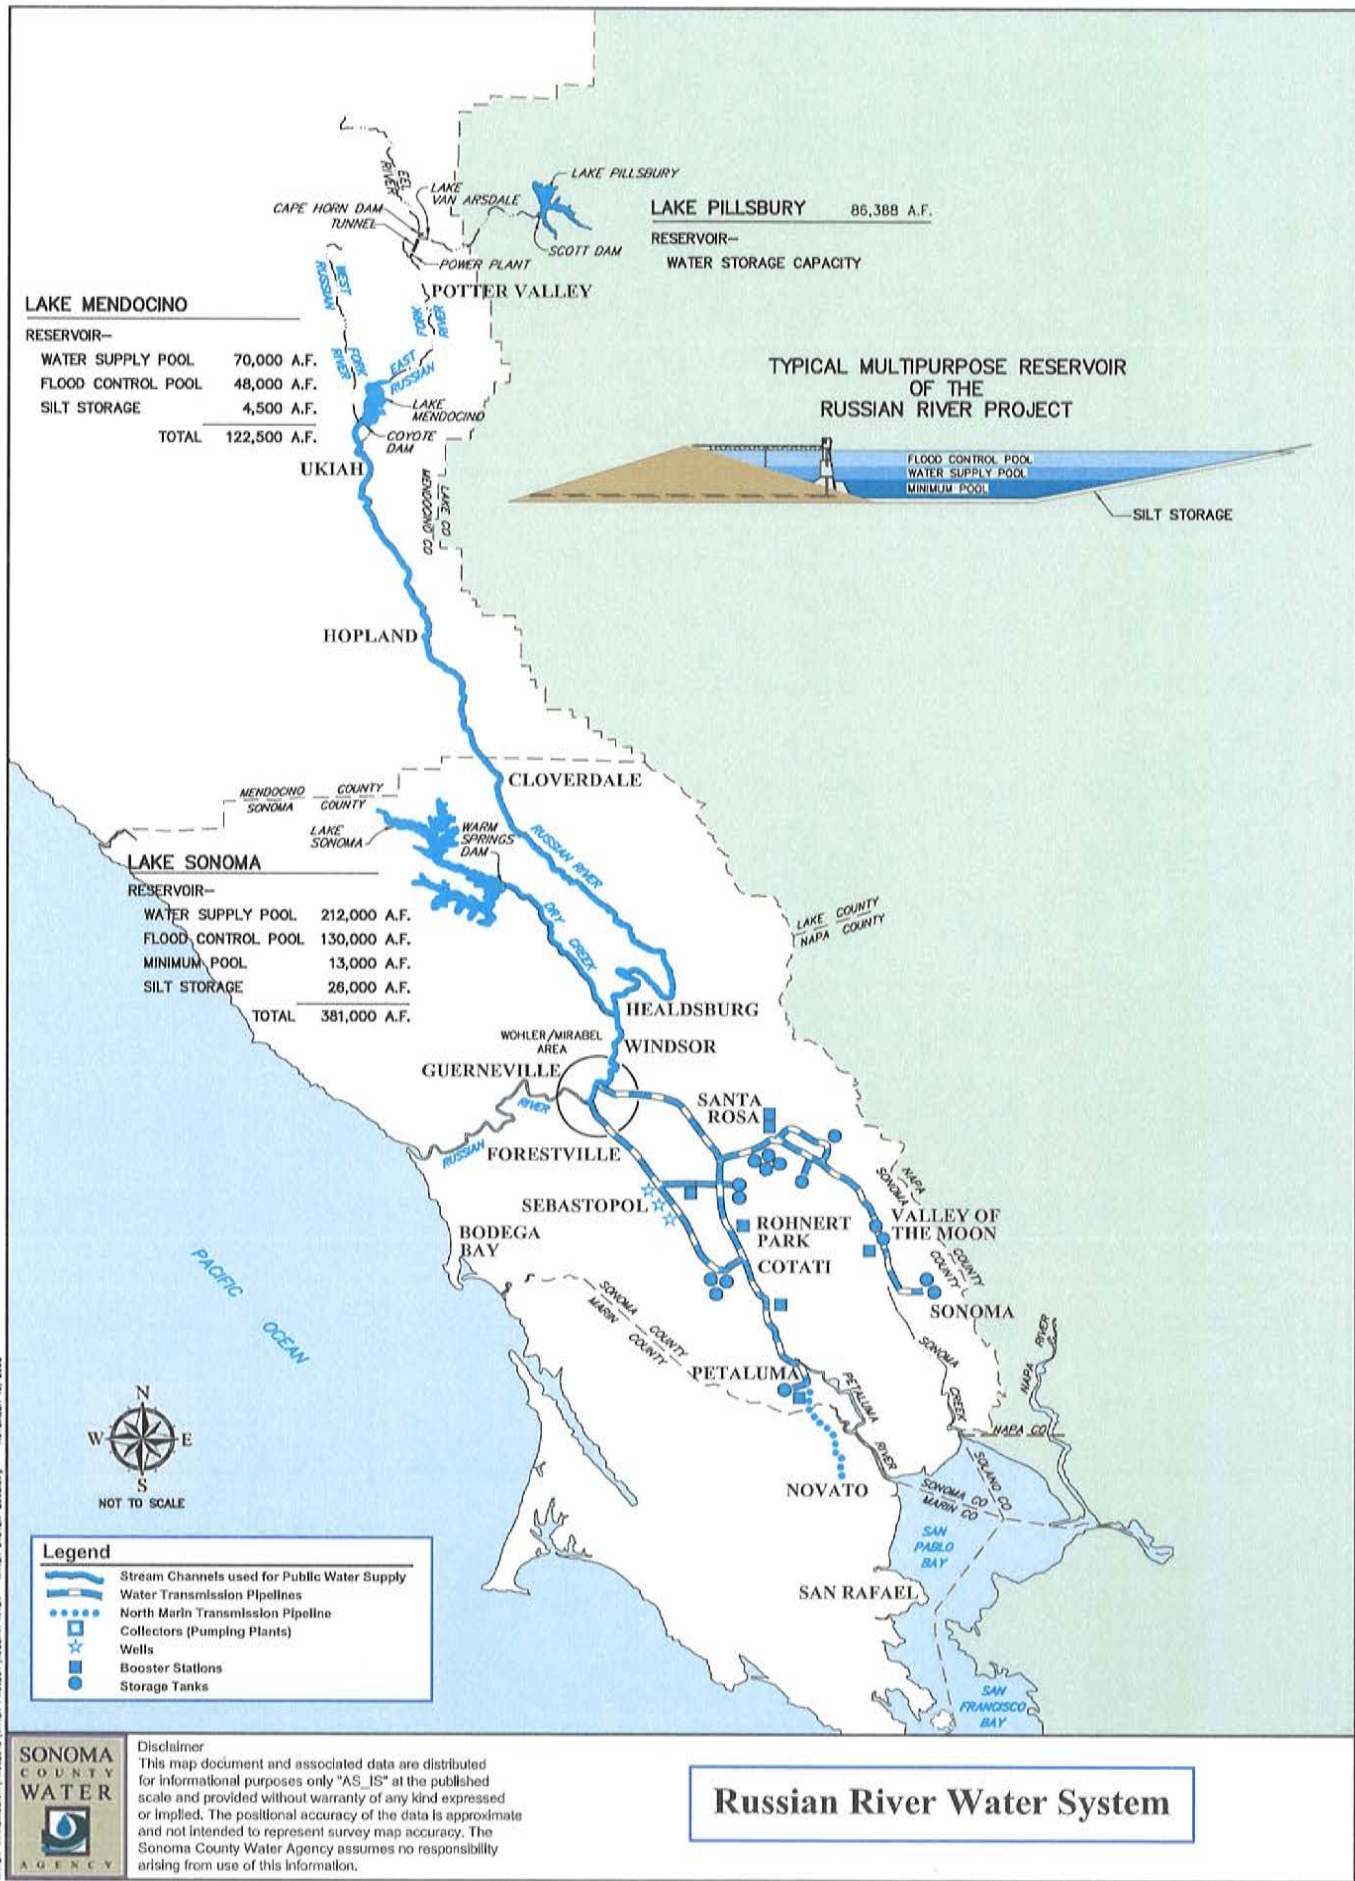 EEL
RIVER
LAKE
VAN ARSDALE
LAKE PILLSBURY
CAPE HORN DAM
TUNNEL
SCOTT DAM
POWER PLANT
LAKE PILLSBURY 86,388 A.F.
RESERVOIR—
WATER STORAGE CAPACITY
POTTER VALLEY
WEST FORK
RUSSIAN RIVER
EAST FORK
RUSSIAN RIVER
LAKE MENDOCINO
RESERVOIR—
WATER SUPPLY POOL 70,000 A.F.
FLOOD CONTROL POOL 48,000 A.F.
SILT STORAGE 4,500 A.F.
TOTAL 122,500 A.F.
LAKE
MENDOCINO
COYOTE
DAM
UKIAH
LAKE CO
MENDOCINO CO
TYPICAL MULTIPURPOSE RESERVOIR
OF THE
RUSSIAN RIVER PROJECT
FLOOD CONTROL POOL
WATER SUPPLY POOL
MINIMUM POOL
SILT STORAGE
HOPLAND
CLOVERDALE
MENDOCINO COUNTY
SONOMA COUNTY
LAKE
SONOMA
WARM
SPRINGS
DAM
RUSSIAN RIVER
DRY CREEK
LAKE SONOMA
RESERVOIR—
WATER SUPPLY POOL 212,000 A.F.
FLOOD CONTROL POOL 130,000 A.F.
MINIMUM POOL 13,000 A.F.
SILT STORAGE 26,000 A.F.
TOTAL 381,000 A.F.
LAKE COUNTY
NAPA COUNTY
HEALDSBURG
WOHLER/MIRABEL
AREA
WINDSOR
GUERNEVILLE
RUSSIAN RIVER
FORESTVILLE
SANTA
ROSA
SEBASTOPOL
NAPA COUNTY
SONOMA COUNTY
VALLEY OF
THE MOON
ROHNERT
PARK
BODEGA
BAY
COTATI
SONOMA
SONOMA COUNTY
MARIN COUNTY
PACIFIC OCEAN
SONOMA CREEK
NAPA RIVER
PETALUMA
PETALUMA RIVER
NAPA CO
SOLANO CO
SONOMA CO
MARIN CO
NOVATO
SAN
PABLO
BAY
SAN RAFAEL
SAN
FRANCISCO
BAY
N
W E
S
NOT TO SCALE
Legend
Stream Channels used for Public Water Supply
Water Transmission Pipelines
North Marin Transmission Pipeline
Collectors (Pumping Plants)
Wells
Booster Stations
Storage Tanks
SONOMA
COUNTY
WATER
AGENCY
Disclaimer
This map document and associated data are distributed
for informational purposes only "AS_IS" at the published
scale and provided without warranty of any kind expressed
or implied. The positional accuracy of the data is approximate
and not intended to represent survey map accuracy. The
Sonoma County Water Agency assumes no responsibility
arising from use of this information.
Russian River Water System